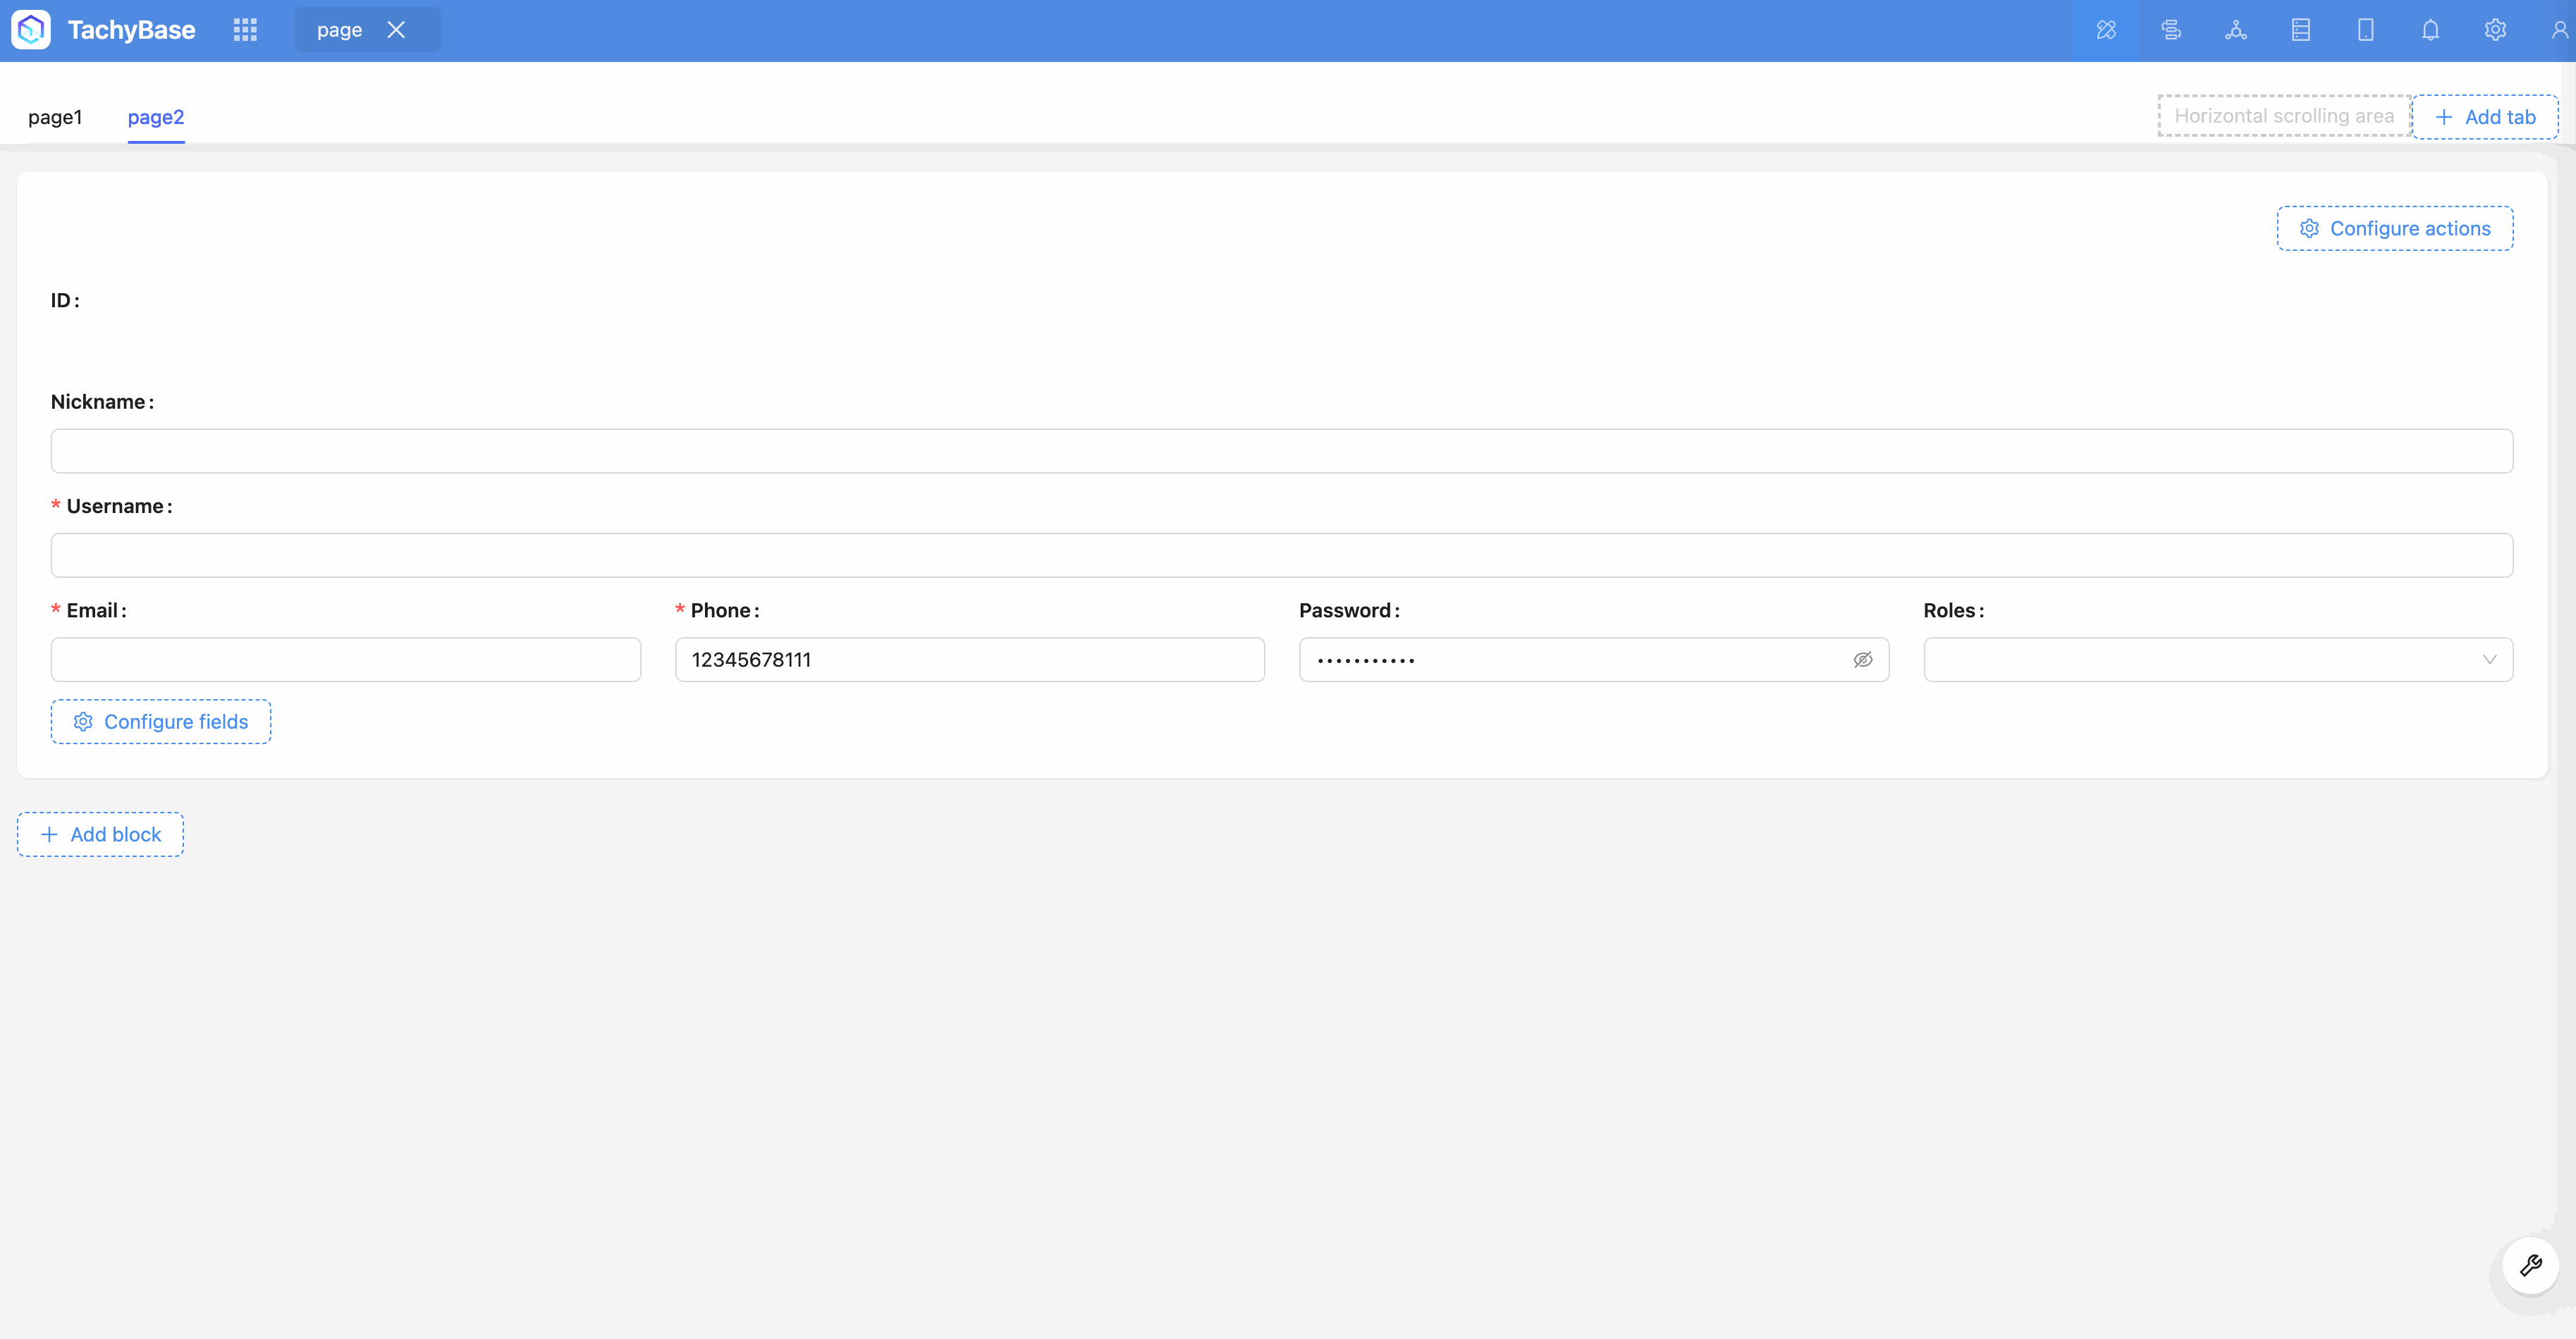 TachyBase page
page1 page2 Horizontal scrolling area Add tab
Configure actions
ID:
Nickname:
* Username:
* Email: * Phone: Password: Roles:
12345678111 •••••••••••
Configure fields
Add block